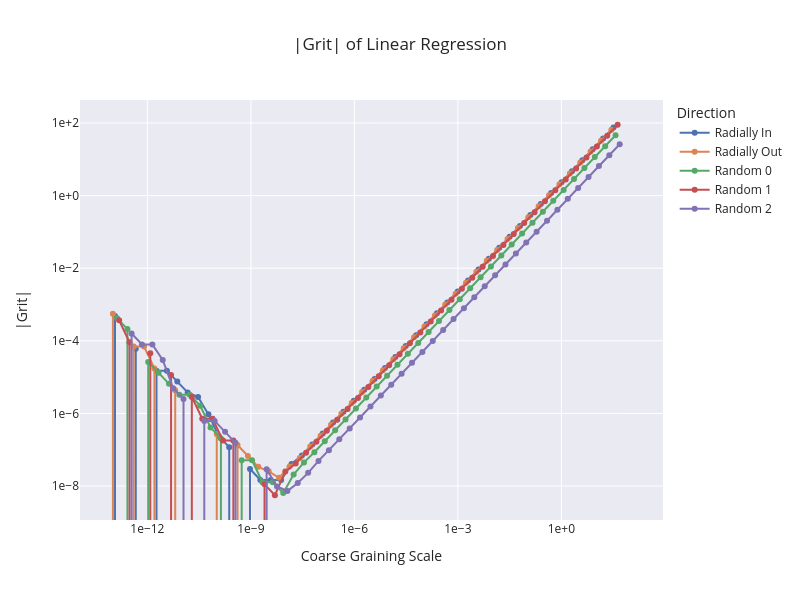 |Grit| of Linear Regression
Direction
Radially In
Radially Out
Random 0
Random 1
Random 2
1e+2
1e+0
1e−2
1e−4
1e−6
1e−8
|Grit|
1e−12
1e−9
1e−6
1e−3
1e+0
Coarse Graining Scale